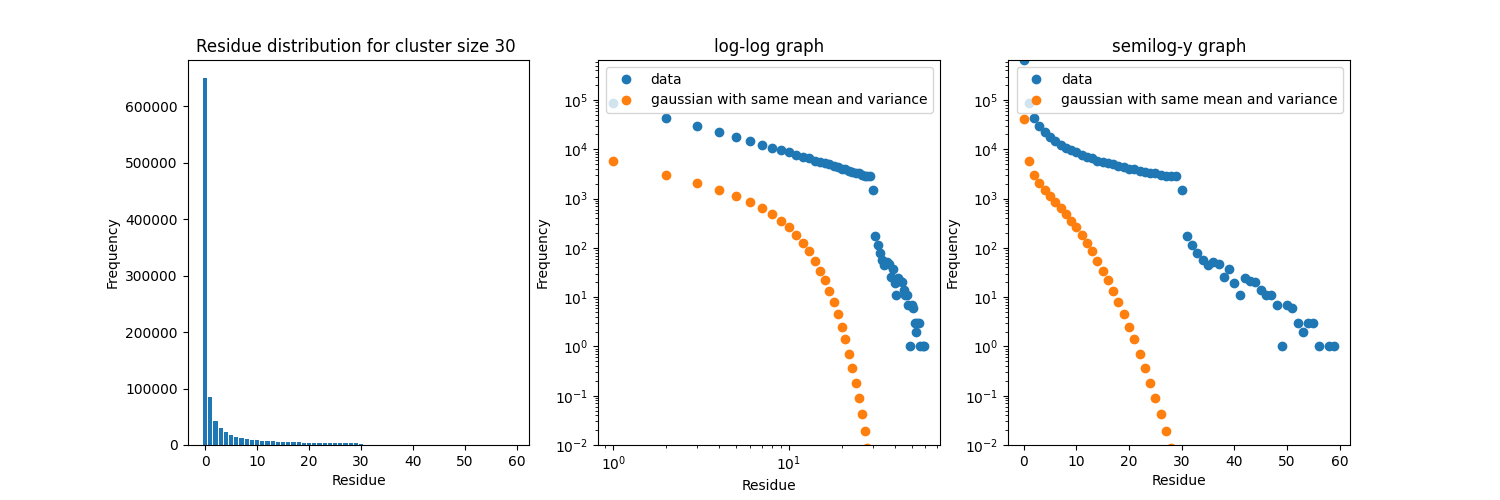 Residue distribution for cluster size 30
Frequency
600000
500000
400000
300000
200000
100000
0
0 10 20 30 40 50 60
Residue
log-log graph
data
gaussian with same mean and variance
Frequency
10^5
10^4
10^3
10^2
10^1
10^0
10^-1
10^-2
10^0 10^1
Residue
semilog-y graph
data
gaussian with same mean and variance
Frequency
10^5
10^4
10^3
10^2
10^1
10^0
10^-1
10^-2
0 10 20 30 40 50 60
Residue